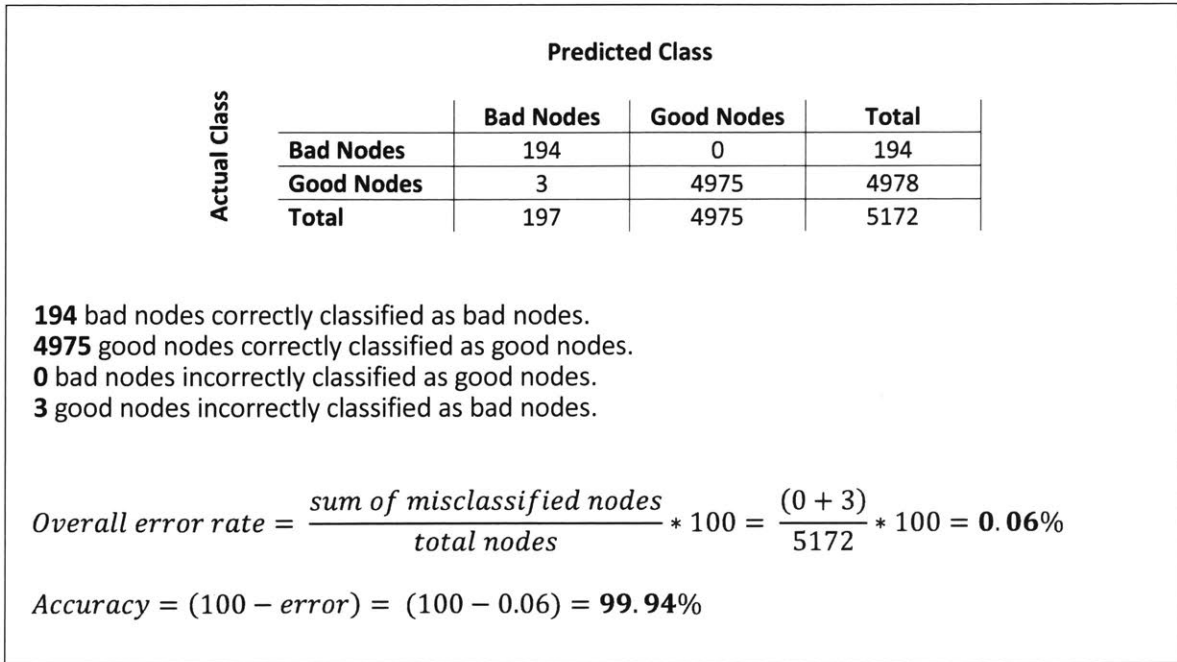 Predicted Class
Actual Class
Bad Nodes Good Nodes Total
Bad Nodes 194 0 194
Good Nodes 3 4975 4978
Total 197 4975 5172
194 bad nodes correctly classified as bad nodes.
4975 good nodes correctly classified as good nodes.
0 bad nodes incorrectly classified as good nodes.
3 good nodes incorrectly classified as bad nodes.
Overall error rate = sum of misclassified nodes / total nodes * 100 = (0 + 3) / 5172 * 100 = 0.06%
Accuracy = (100 − error) = (100 − 0.06) = 99.94%